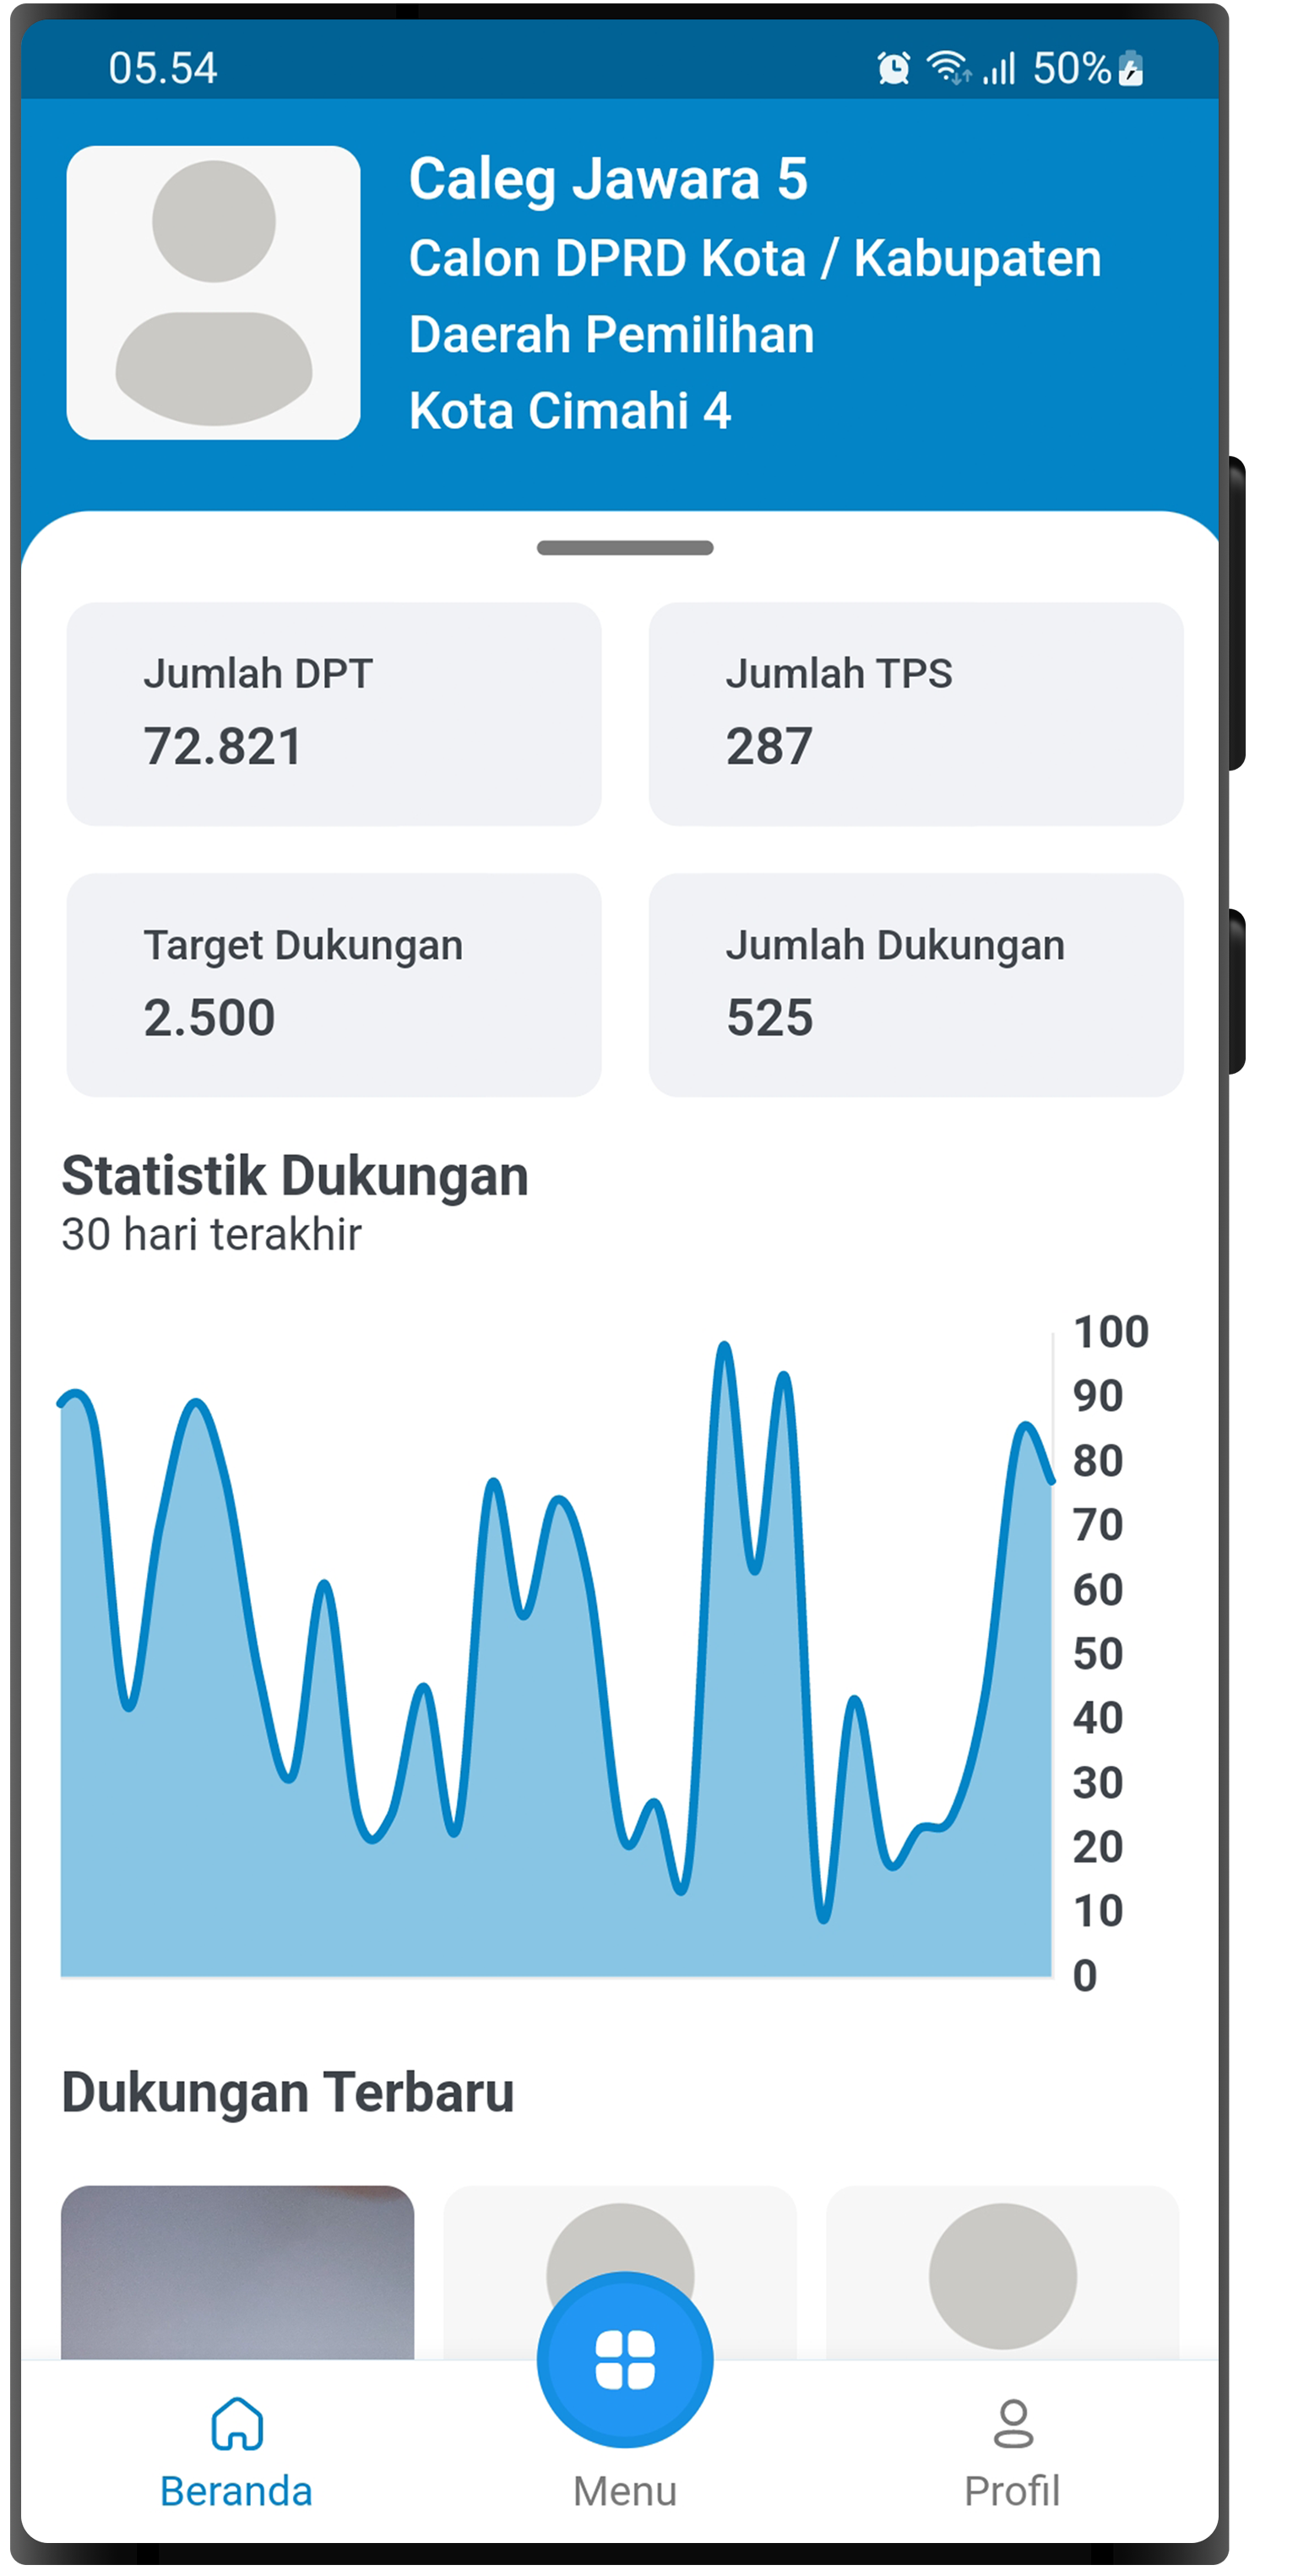 05.54
50%
Caleg Jawara 5
Calon DPRD Kota / Kabupaten
Daerah Pemilihan
Kota Cimahi 4
Jumlah DPT
72.821
Jumlah TPS
287
Target Dukungan
2.500
Jumlah Dukungan
525
Statistik Dukungan
30 hari terakhir
100
90
80
70
60
50
40
30
20
10
0
Dukungan Terbaru
Beranda
Menu
Profil